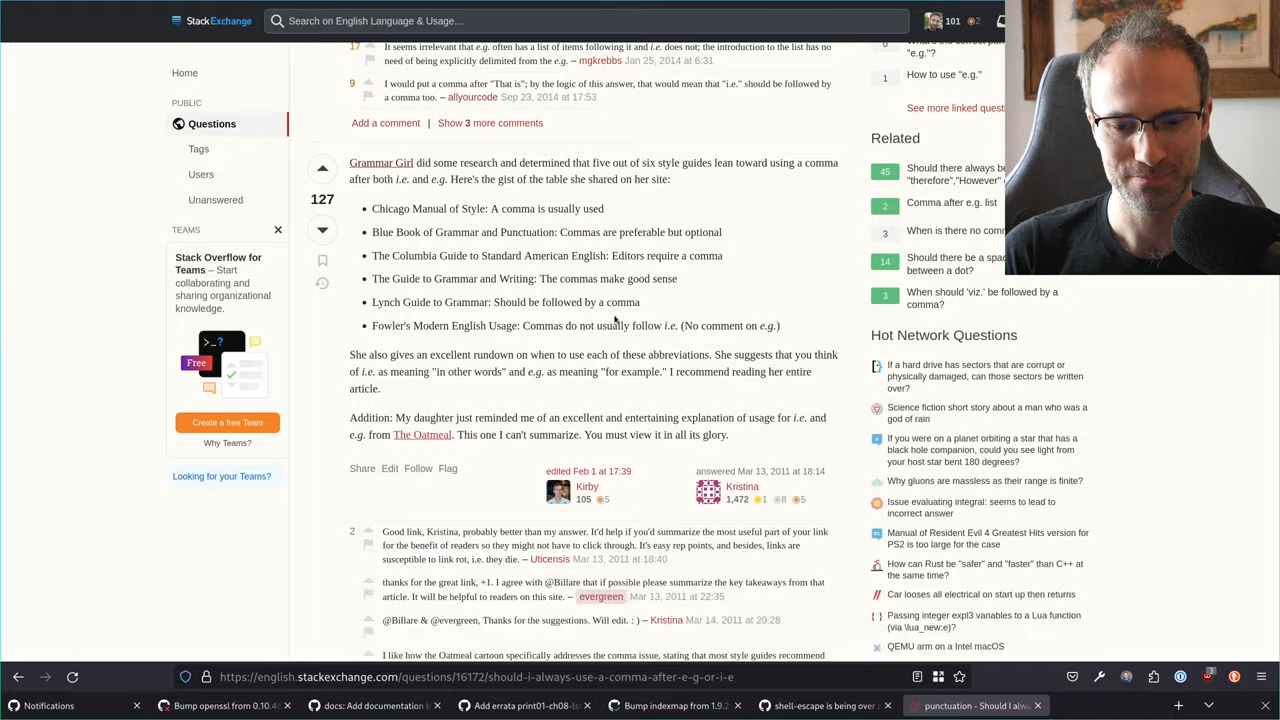 StackExchange
Search on English Language & Usage…
101
2
Home
PUBLIC
Questions
Tags
Users
Unanswered
TEAMS
Stack Overflow for
Teams – Start
collaborating and
sharing organizational
knowledge.
>_?
Free
Create a free Team
Why Teams?
Looking for your Teams?
17
It seems irrelevant that e.g. often has a list of items following it and i.e. does not; the introduction to the list has no
need of being explicitly delimited from the e.g. – mgkrebbs Jan 25, 2014 at 6:31
9
I would put a comma after "That is"; by the logic of this answer, that would mean that "i.e." should be followed by
a comma too. – allyourcode Sep 23, 2014 at 17:53
Add a comment | Show 3 more comments
127
Grammar Girl did some research and determined that five out of six style guides lean toward using a comma
after both i.e. and e.g. Here's the gist of the table she shared on her site:
• Chicago Manual of Style: A comma is usually used
• Blue Book of Grammar and Punctuation: Commas are preferable but optional
• The Columbia Guide to Standard American English: Editors require a comma
• The Guide to Grammar and Writing: The commas make good sense
• Lynch Guide to Grammar: Should be followed by a comma
• Fowler's Modern English Usage: Commas do not usually follow i.e. (No comment on e.g.)
She also gives an excellent rundown on when to use each of these abbreviations. She suggests that you think
of i.e. as meaning "in other words" and e.g. as meaning "for example." I recommend reading her entire
article.
Addition: My daughter just reminded me of an excellent and entertaining explanation of usage for i.e. and
e.g. from The Oatmeal. This one I can't summarize. You must view it in all its glory.
Share Edit Follow Flag
edited Feb 1 at 17:39
Kirby
105 5
answered Mar 13, 2011 at 18:14
Kristina
1,472 1 8 5
2
Good link, Kristina, probably better than my answer. It'd help if you'd summarize the most useful part of your link
for the benefit of readers so they might not have to click through. It's easy rep points, and besides, links are
susceptible to link rot, i.e. they die. – Uticensis Mar 13, 2011 at 18:40
thanks for the great link, +1. I agree with @Billare that if possible please summarize the key takeaways from that
article. It will be helpful to readers on this site. – evergreen Mar 13, 2011 at 22:35
@Billare & @evergreen, Thanks for the suggestions. Will edit. : ) – Kristina Mar 14, 2011 at 20:28
I like how the Oatmeal cartoon specifically addresses the comma issue, stating that most style guides recommend
"e.g."?
1
How to use "e.g."
See more linked quest
Related
45
Should there always be
"therefore","However"
2
Comma after e.g. list
3
When is there no com
14
Should there be a spac
between a dot?
3
When should 'viz.' be followed by a
comma?
Hot Network Questions
If a hard drive has sectors that are corrupt or
physically damaged, can those sectors be written
over?
Science fiction short story about a man who was a
god of rain
If you were on a planet orbiting a star that has a
black hole companion, could you see light from
your host star bent 180 degrees?
Why gluons are massless as their range is finite?
Issue evaluating integral: seems to lead to
incorrect answer
Manual of Resident Evil 4 Greatest Hits version for
PS2 is too large for the case
How can Rust be "safer" and "faster" than C++ at
the same time?
Car looses all electrical on start up then returns
Passing integer expl3 variables to a Lua function
(via \lua_new:e)?
QEMU arm on a Intel macOS
https://english.stackexchange.com/questions/16172/should-i-always-use-a-comma-after-e-g-or-i-e
3
Notifications
Bump openssl from 0.10.4
docs: Add documentation
Add errata print01-ch08-
Bump indexmap from 1.9.2
shell-escape is being over
punctuation - Should I alw